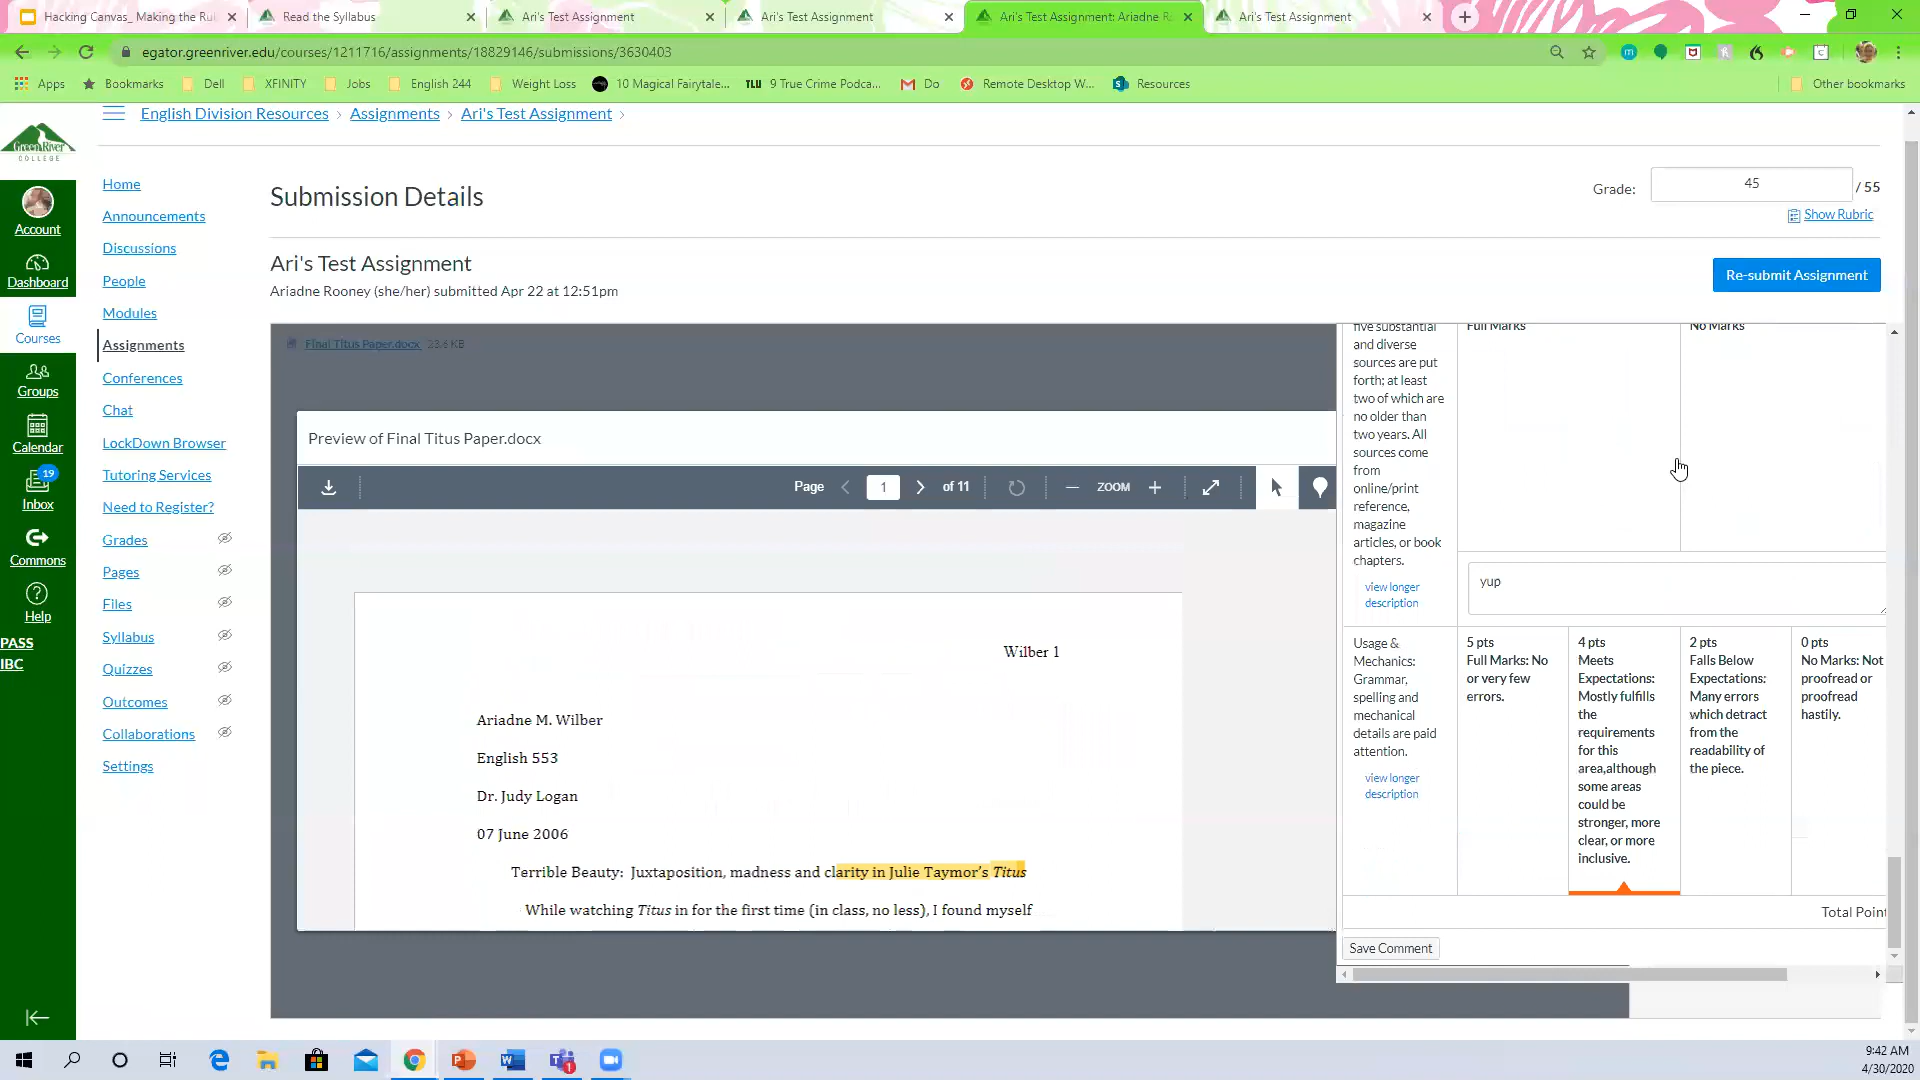 Hacking Canvas_ Making the Ru
Read the Syllabus
Ari's Test Assignment
Ari's Test Assignment
Ari's Test Assignment: Ariadne R
Ari's Test Assignment
egator.greenriver.edu/courses/1211716/assignments/18829146/submissions/3630403
Apps
Bookmarks
Dell
XFINITY
Jobs
English 244
Weight Loss
10 Magical Fairytale...
TLU 9 True Crime Podca...
Do
Remote Desktop W...
Resources
Other bookmarks
English Division Resources > Assignments > Ari's Test Assignment >
Green River
COLLEGE
Account
Dashboard
Courses
Groups
Calendar
19
Inbox
Commons
Help
PASS
IBC
Home
Announcements
Discussions
People
Modules
Assignments
Conferences
Chat
LockDown Browser
Tutoring Services
Need to Register?
Grades
Pages
Files
Syllabus
Quizzes
Outcomes
Collaborations
Settings
Submission Details
Grade: 45 / 55
Show Rubric
Ari's Test Assignment
Ariadne Rooney (she/her) submitted Apr 22 at 12:51pm
Re-submit Assignment
Final Titus Paper.docx 23.6 KB
Preview of Final Titus Paper.docx
Page 1 of 11
ZOOM
Wilber 1
Ariadne M. Wilber
English 553
Dr. Judy Logan
07 June 2006
Terrible Beauty: Juxtaposition, madness and clarity in Julie Taymor's Titus
While watching Titus in for the first time (in class, no less), I found myself
five substantial
and diverse
sources are put
forth; at least
two of which are
no older than
two years. All
sources come
from
online/print
reference,
magazine
articles, or book
chapters.
view longer
description
Full Marks
No Marks
yup
Usage &
Mechanics:
Grammar,
spelling and
mechanical
details are paid
attention.
view longer
description
5 pts
Full Marks: No
or very few
errors.
4 pts
Meets
Expectations:
Mostly fulfills
the
requirements
for this
area,although
some areas
could be
stronger, more
clear, or more
inclusive.
2 pts
Falls Below
Expectations:
Many errors
which detract
from the
readability of
the piece.
0 pts
No Marks: Not
proofread or
proofread
hastily.
Total Point
Save Comment
9:42 AM
4/30/2020